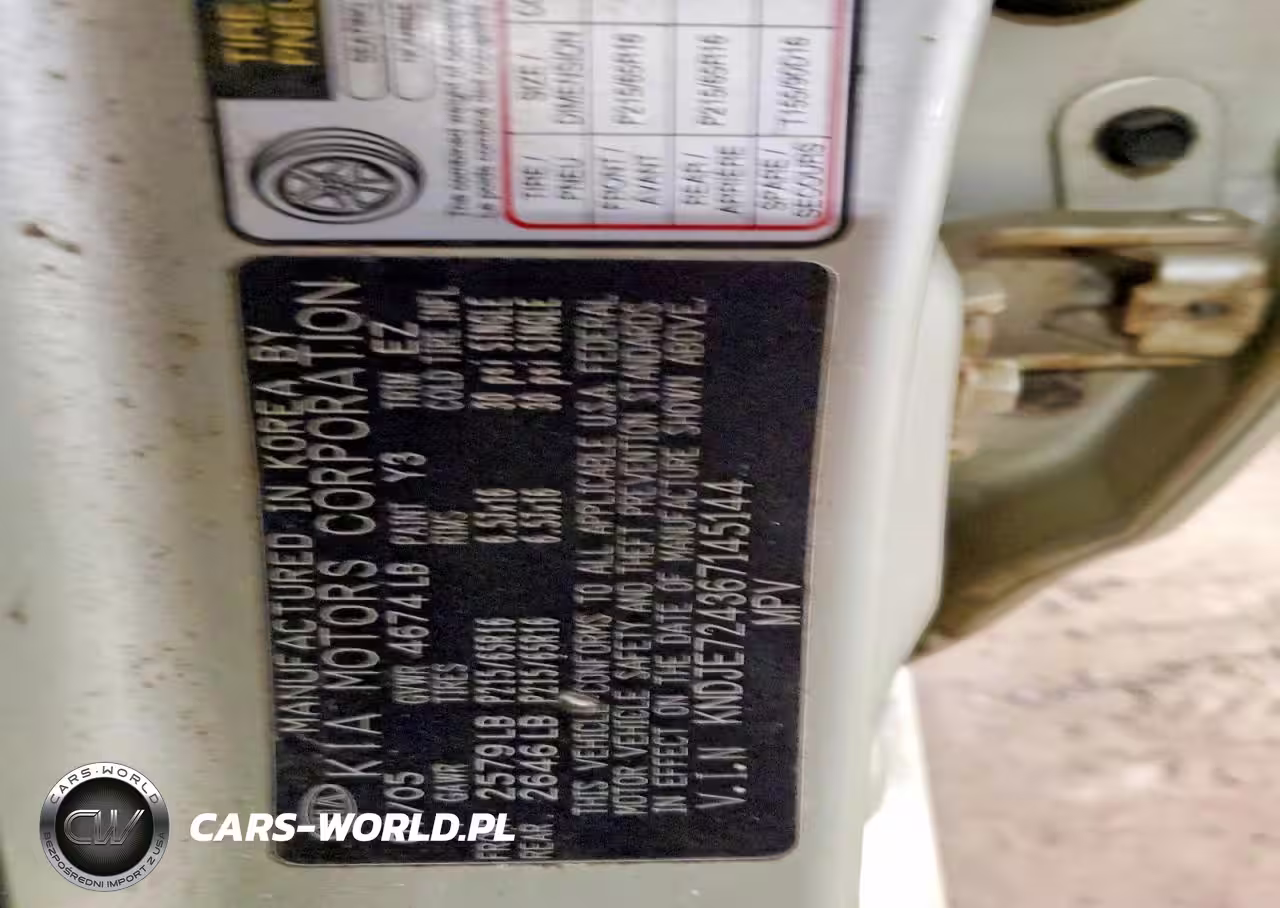 TIRE /
PNEU
SIZE /
DIMENSION
FRONT /
AVANT
P215/65R16
REAR /
ARRIERE
P215/65R16
SPARE /
SECOURS
T155/90D16
MANUFACTURED IN KOREA BY
KIA MOTORS CORPORATION
/05 GVWR 4674LB PAINT Y3 TRIM EZ
GAWR TIRES RIMS COLD TIRE INFL
2579LB P215/65R16 6.5Jx16 30 psi SINGLE
REAR. 2646LB P215/65R16 6.5Jx16 30 psi SINGLE
THIS VEHICLE CONFORMS TO ALL APPLICABLE U.S.A. FEDERAL
MOTOR VEHICLE SAFETY AND THEFT PREVENTION STANDARDS
IN EFFECT ON THE DATE OF MANUFACTURE SHOWN ABOVE.
V.I.N KNDJE724367145144
MPV
CARS-WORLD
CW
BEZPOŚREDNI IMPORT Z USA
CARS-WORLD.PL